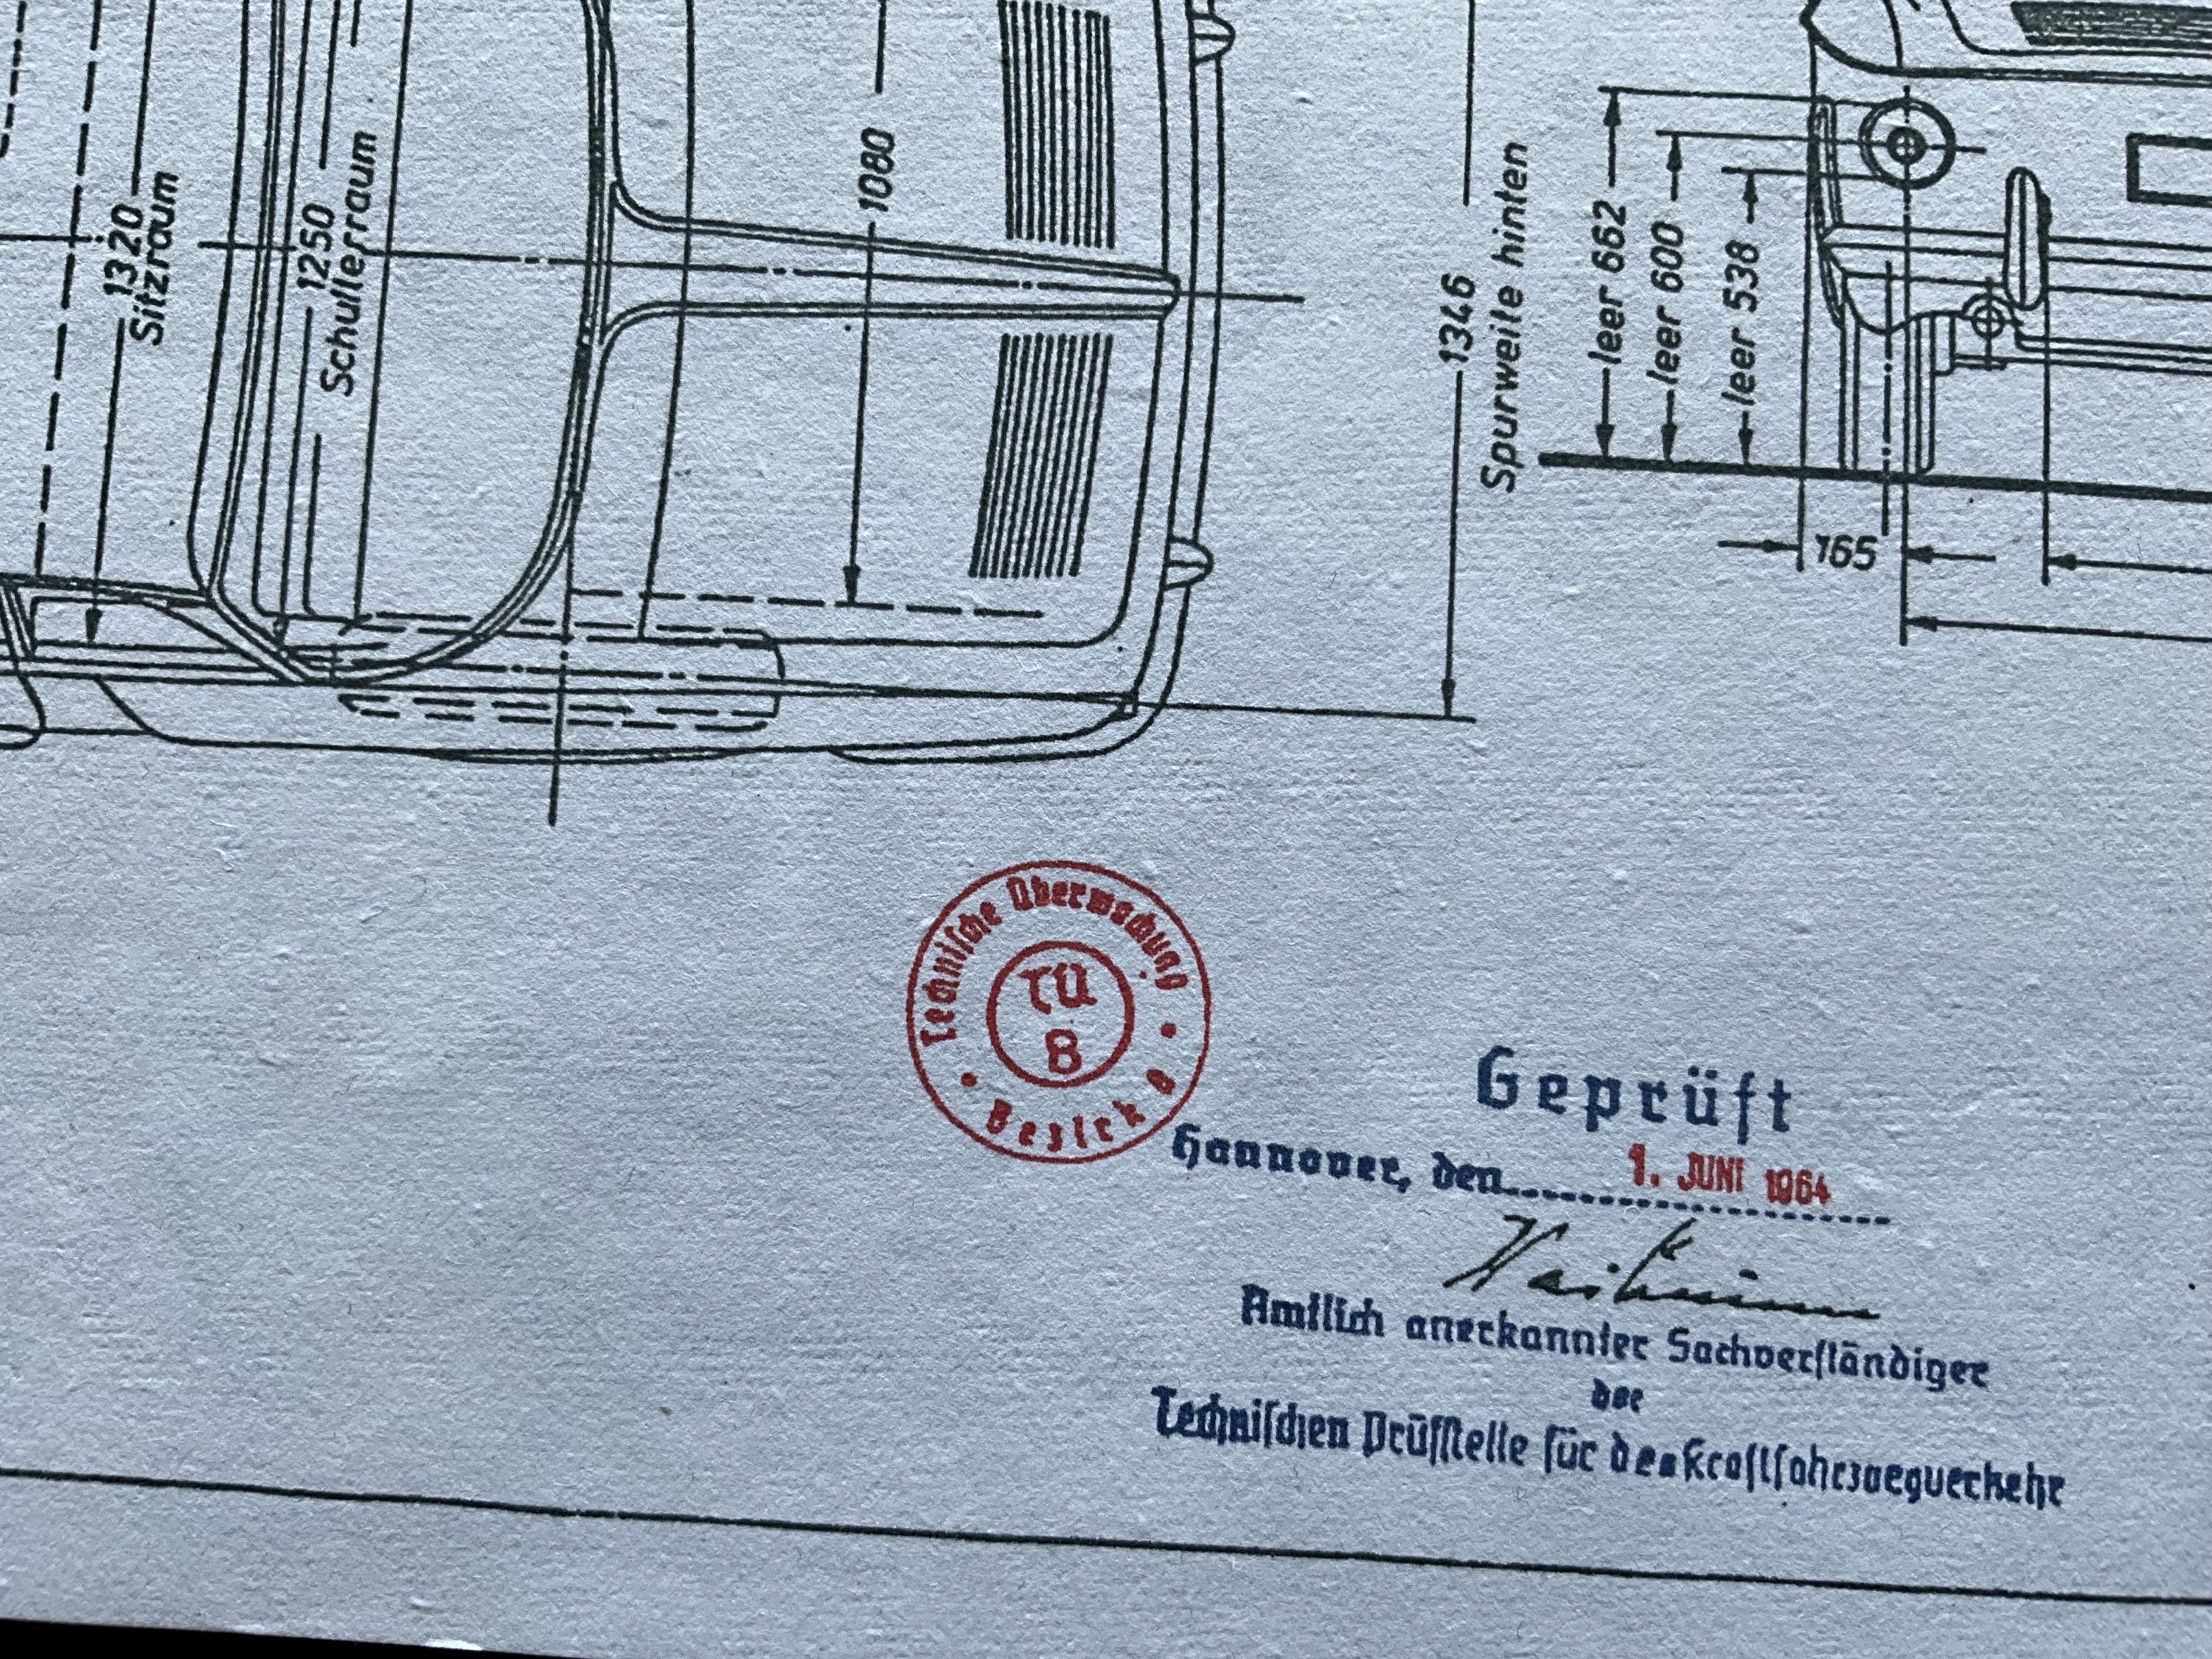 1320
Sitzraum
1250
Schulterraum
1080
1346
Spurweite hinten
leer 662
leer 600
leer 538
165
Technische Überwachung
TÜ
B
Bezirk B
Geprüft
Hannover, den 1. JUNI 1964
Amtlich anerkannter Sachverständiger
der
Technischen Prüfstelle für den Kraftfahrzeugverkehr